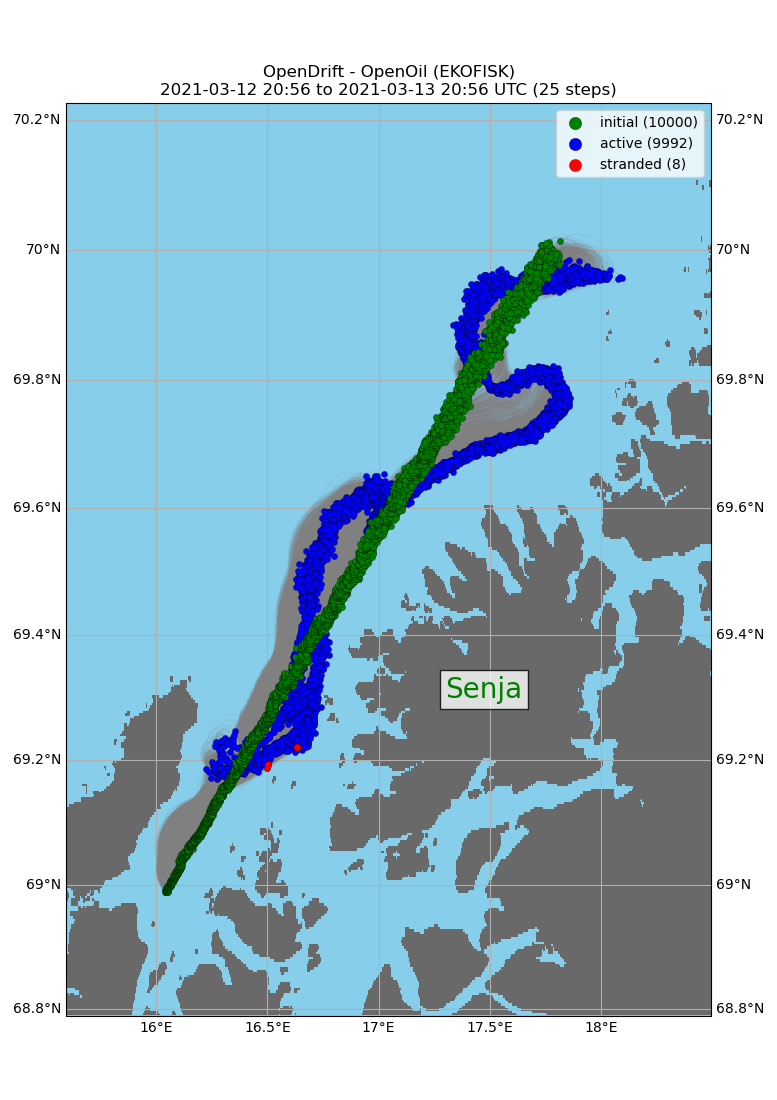 OpenDrift - OpenOil (EKOFISK)
2021-03-12 20:56 to 2021-03-13 20:56 UTC (25 steps)
initial (10000)
active (9992)
stranded (8)
70.2°N 70.2°N
70°N 70°N
69.8°N 69.8°N
69.6°N 69.6°N
69.4°N 69.4°N
Senja
69.2°N 69.2°N
69°N 69°N
68.8°N 68.8°N
16°E 16.5°E 17°E 17.5°E 18°E